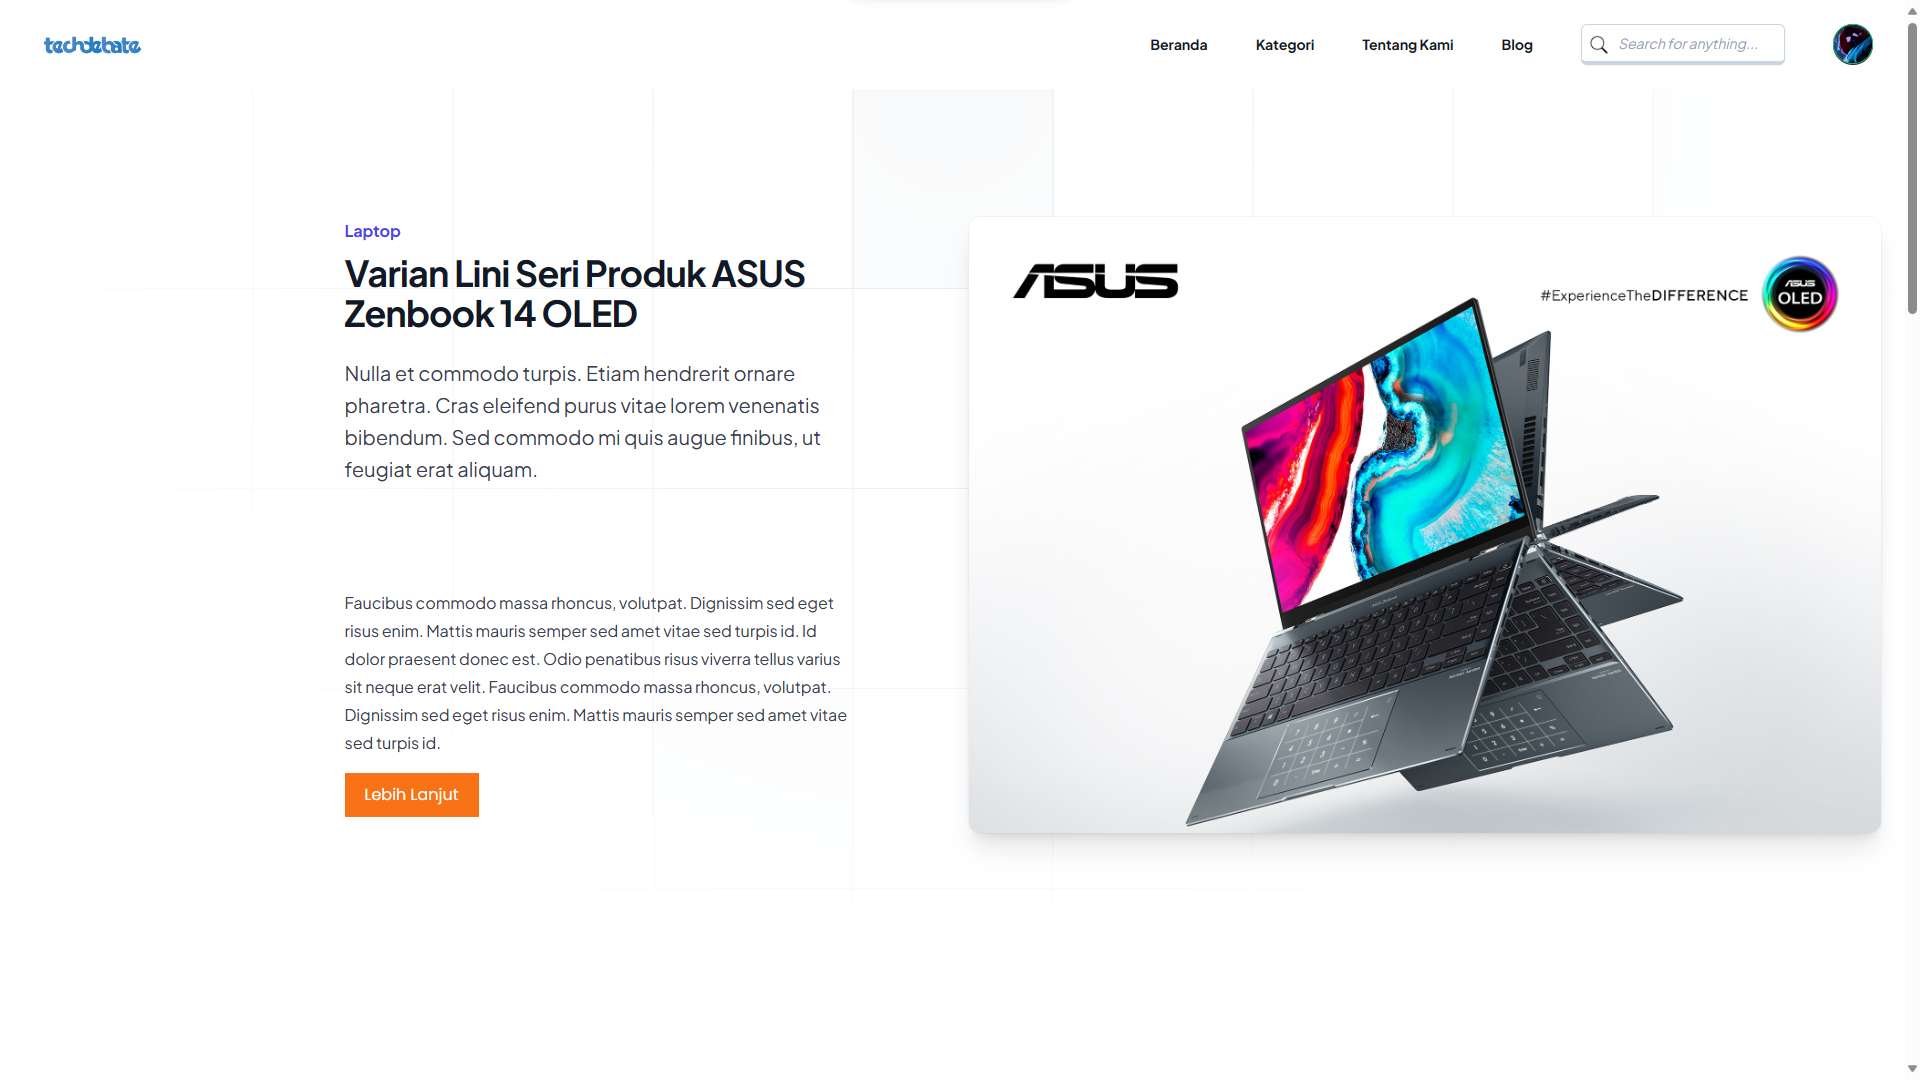 techdebate
Beranda
Kategori
Tentang Kami
Blog
Search for anything...
Laptop
Varian Lini Seri Produk ASUS
Zenbook 14 OLED
Nulla et commodo turpis. Etiam hendrerit ornare
pharetra. Cras eleifend purus vitae lorem venenatis
bibendum. Sed commodo mi quis augue finibus, ut
feugiat erat aliquam.
Faucibus commodo massa rhoncus, volutpat. Dignissim sed eget
risus enim. Mattis mauris semper sed amet vitae sed turpis id. Id
dolor praesent donec est. Odio penatibus risus viverra tellus varius
sit neque erat velit. Faucibus commodo massa rhoncus, volutpat.
Dignissim sed eget risus enim. Mattis mauris semper sed amet vitae
sed turpis id.
Lebih Lanjut
ASUS
#ExperienceTheDIFFERENCE
ASUS
OLED